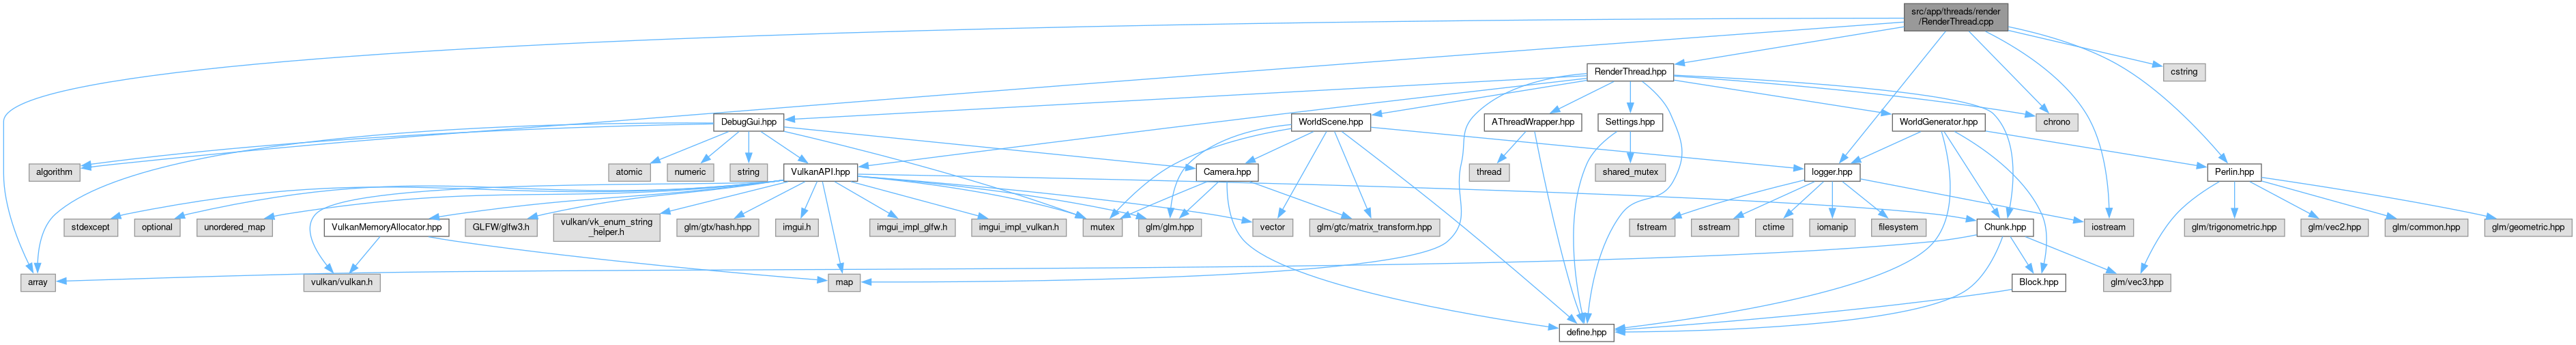 src/app/threads/render
/RenderThread.cpp
RenderThread.hpp
cstring
DebugGui.hpp
WorldScene.hpp
AThreadWrapper.hpp
Settings.hpp
WorldGenerator.hpp
chrono
algorithm
atomic
numeric
string
VulkanAPI.hpp
Camera.hpp
thread
shared_mutex
logger.hpp
Perlin.hpp
stdexcept
optional
unordered_map
VulkanMemoryAllocator.hpp
GLFW/glfw3.h
vulkan/vk_enum_string
_helper.h
glm/gtx/hash.hpp
imgui.h
imgui_impl_glfw.h
imgui_impl_vulkan.h
mutex
glm/glm.hpp
vector
glm/gtc/matrix_transform.hpp
fstream
sstream
ctime
iomanip
filesystem
Chunk.hpp
iostream
glm/trigonometric.hpp
glm/vec2.hpp
glm/common.hpp
glm/geometric.hpp
array
vulkan/vulkan.h
map
Block.hpp
glm/vec3.hpp
define.hpp